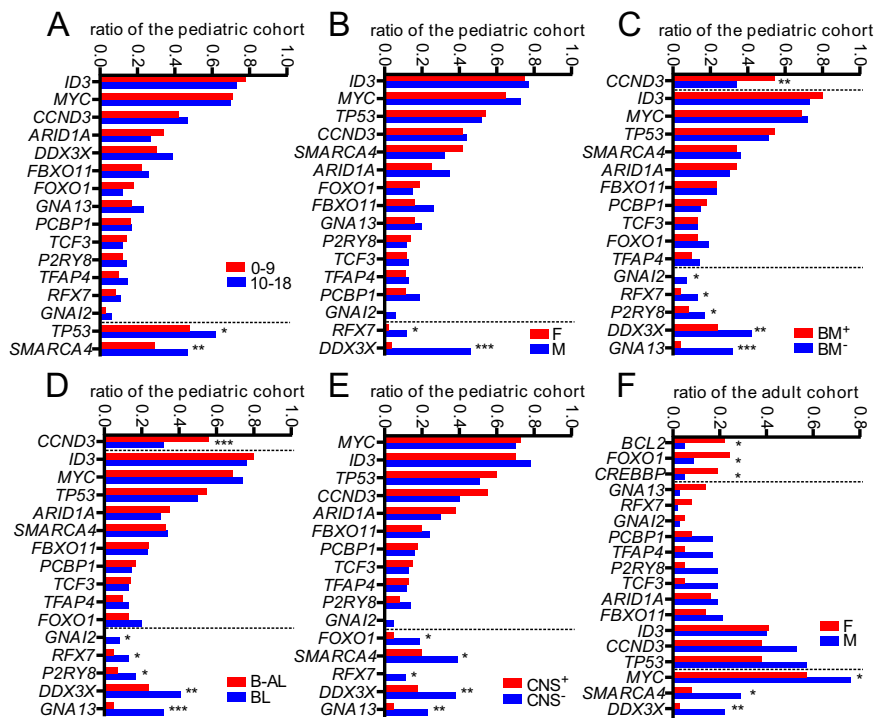 A
ratio of the pediatric cohort
0.0 0.2 0.4 0.6 0.8 1.0
ID3
MYC
CCND3
ARID1A
DDX3X
FBXO11
FOXO1
GNA13
PCBP1
TCF3
P2RY8
TFAP4
RFX7
GNAI2
TP53 *
SMARCA4 **
0-9
10-18
B
ratio of the pediatric cohort
0.0 0.2 0.4 0.6 0.8 1.0
ID3
MYC
TP53
CCND3
SMARCA4
ARID1A
FOXO1
FBXO11
GNA13
P2RY8
TCF3
TFAP4
PCBP1
GNAI2
RFX7 *
DDX3X ***
F
M
C
ratio of the pediatric cohort
0.0 0.2 0.4 0.6 0.8 1.0
CCND3 **
ID3
MYC
TP53
SMARCA4
ARID1A
FBXO11
PCBP1
TCF3
FOXO1
TFAP4
GNAI2 *
RFX7 *
P2RY8 *
DDX3X **
GNA13 ***
BM+
BM-
D
ratio of the pediatric cohort
0.0 0.2 0.4 0.6 0.8 1.0
CCND3 ***
ID3
MYC
TP53
ARID1A
SMARCA4
FBXO11
PCBP1
TCF3
TFAP4
FOXO1
GNAI2 *
RFX7 *
P2RY8 *
DDX3X **
GNA13 ***
B-AL
BL
E
ratio of the pediatric cohort
0.0 0.2 0.4 0.6 0.8 1.0
MYC
ID3
TP53
CCND3
ARID1A
FBXO11
PCBP1
TCF3
TFAP4
P2RY8
GNAI2
FOXO1 *
SMARCA4 *
RFX7 *
DDX3X **
GNA13 **
CNS+
CNS-
F
ratio of the adult cohort
0.0 0.2 0.4 0.6 0.8
BCL2 *
FOXO1 *
CREBBP *
GNA13
RFX7
GNAI2
PCBP1
TFAP4
P2RY8
TCF3
ARID1A
FBXO11
ID3
CCND3
TP53
MYC *
SMARCA4 *
DDX3X **
F
M